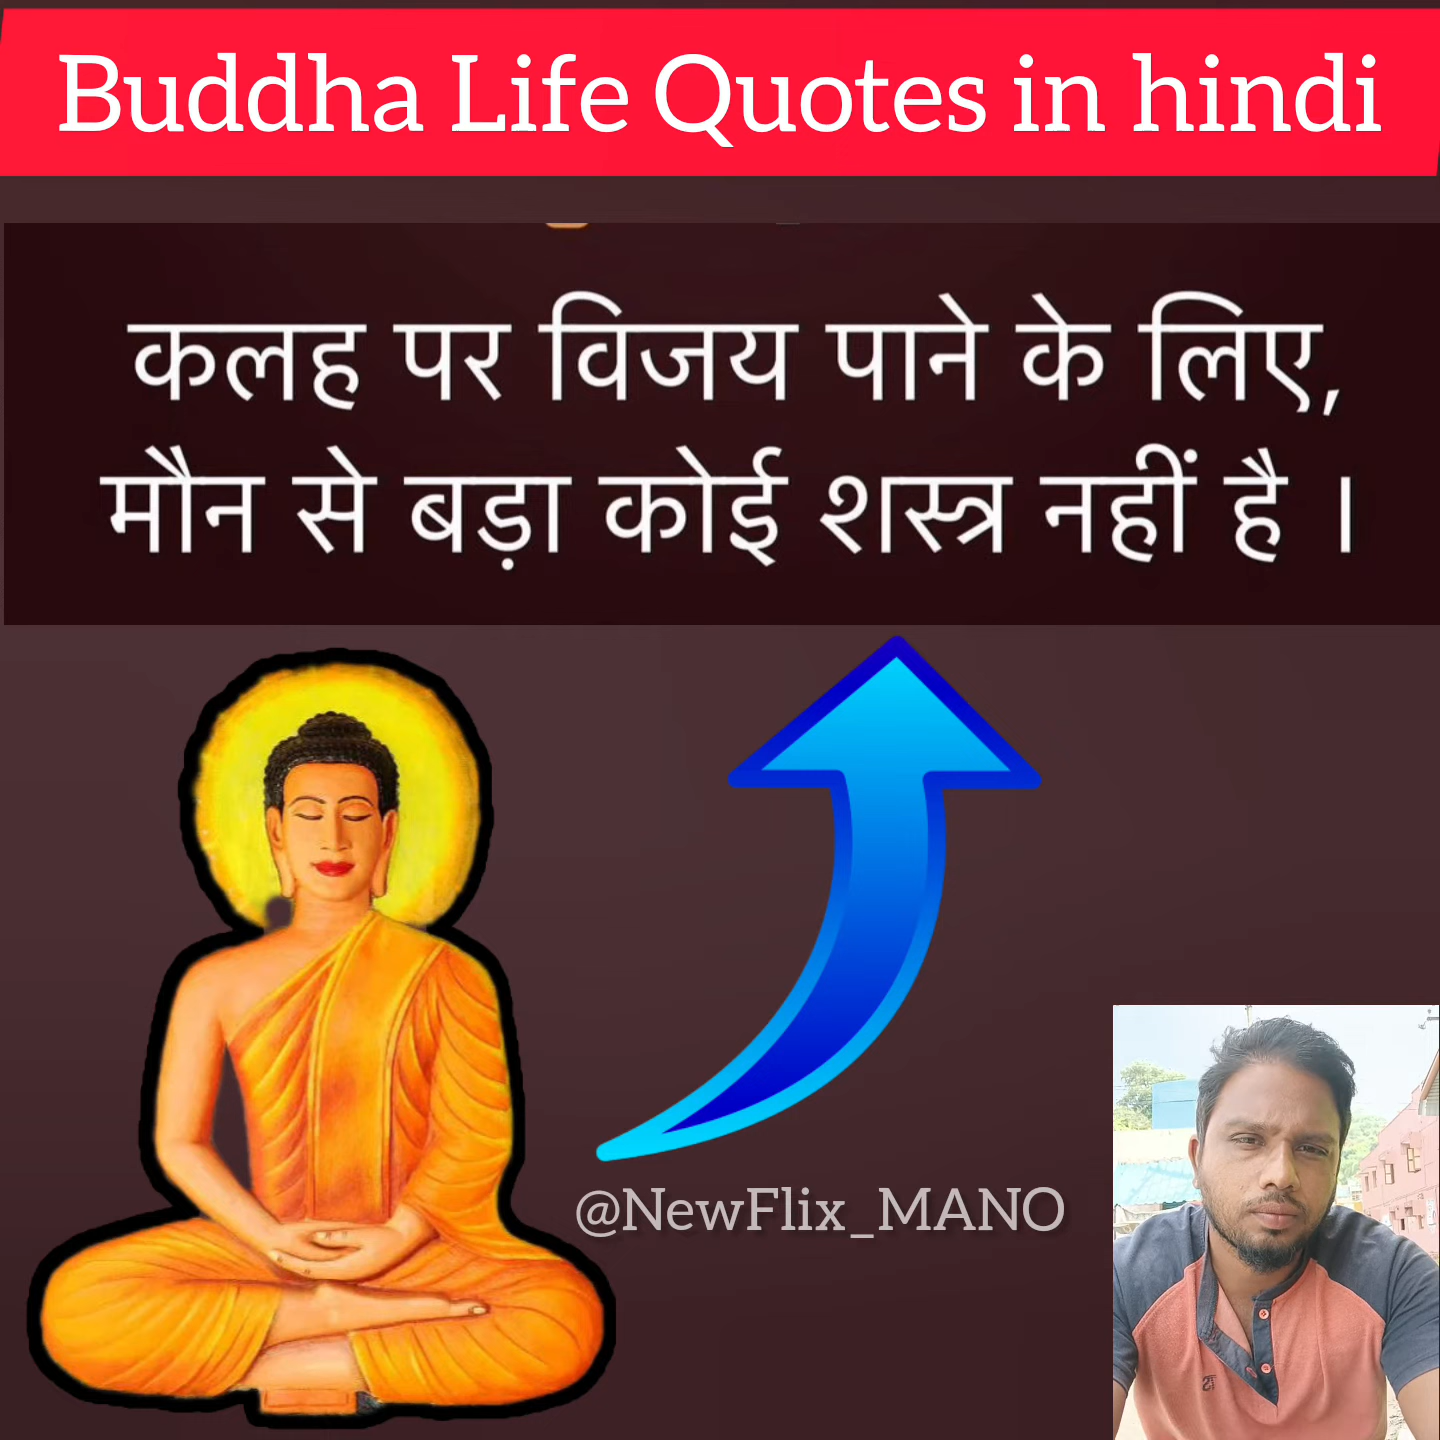 Buddha Life Quotes in hindi
कलह पर विजय पाने के लिए,
मौन से बड़ा कोई शस्त्र नहीं है ।
@NewFlix_MANO